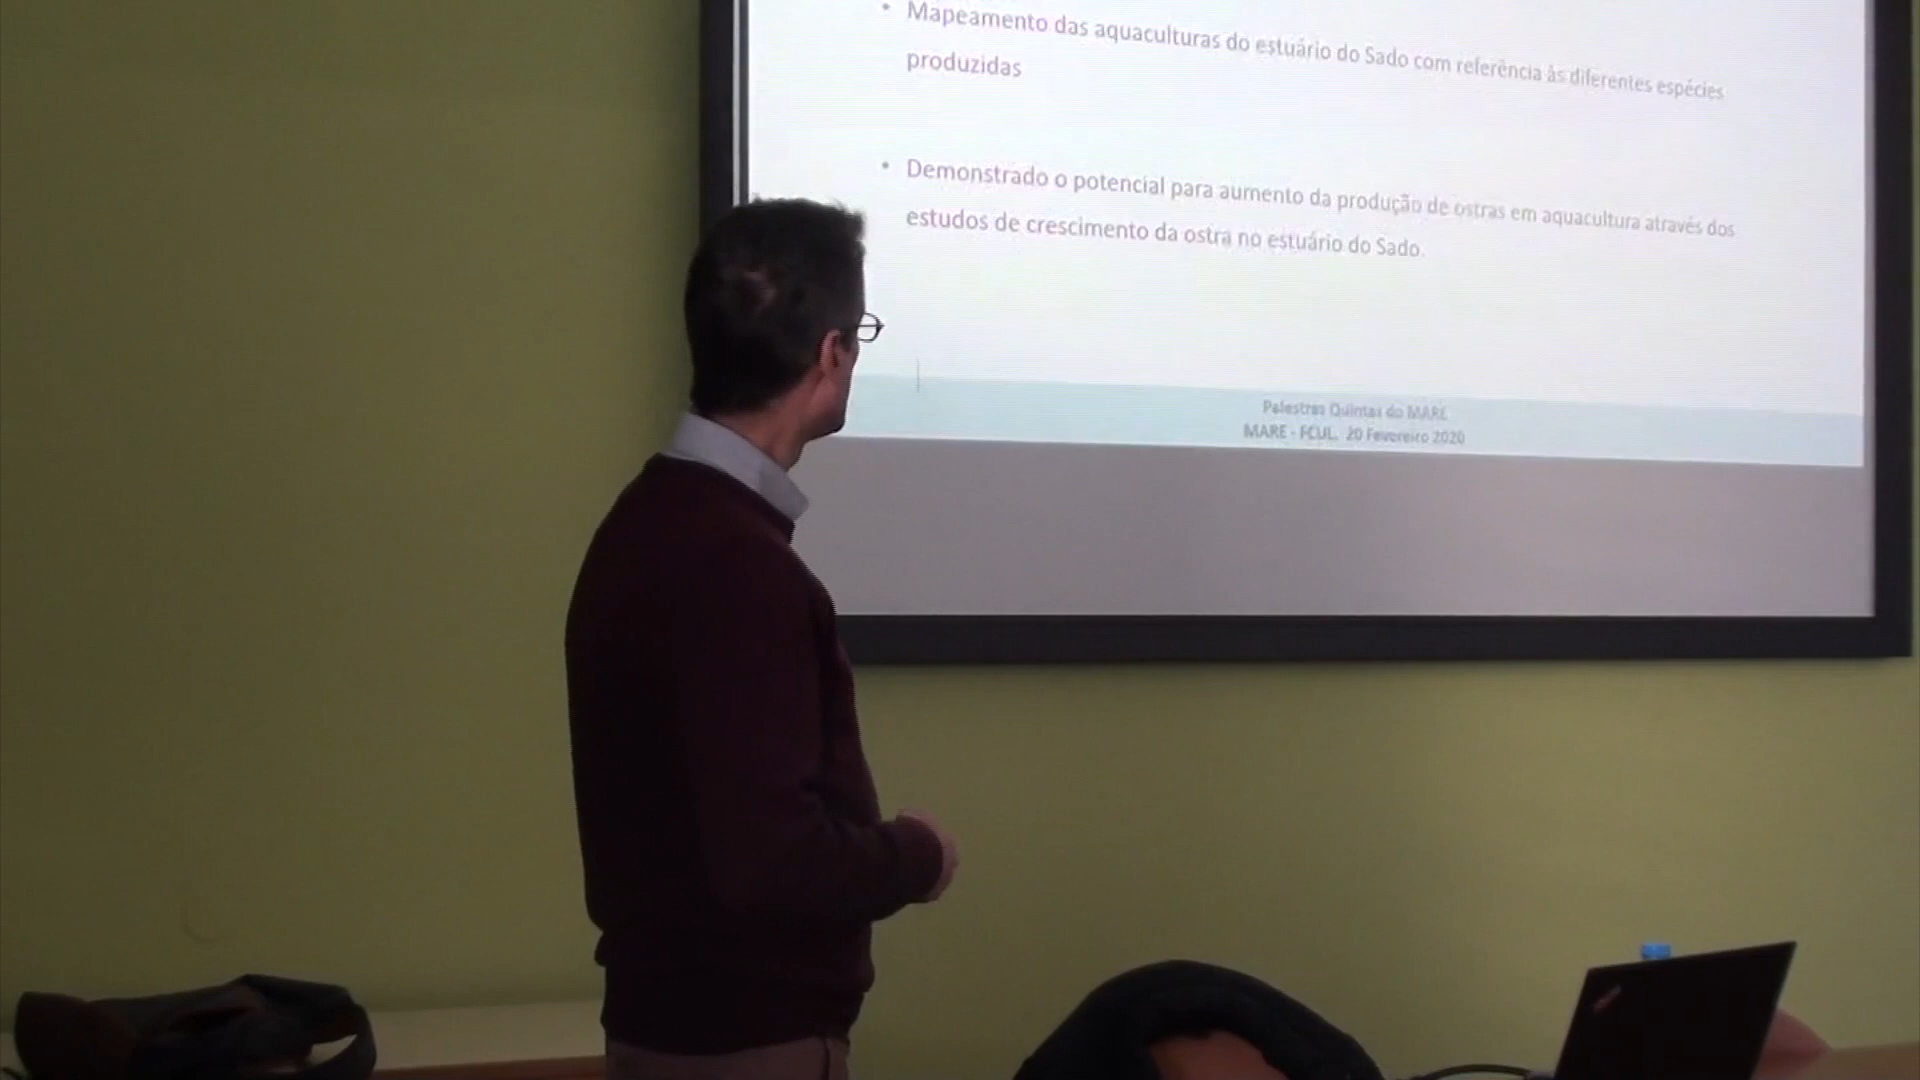 • Mapeamento das aquaculturas do estuário do Sado com referência às diferentes espécies
produzidas
• Demonstrado o potencial para aumento da produção de ostras em aquacultura através dos
estudos de crescimento da ostra no estuário do Sado.
Palestras Quintas do MARE
MARE - FCUL, 20 Fevereiro 2020